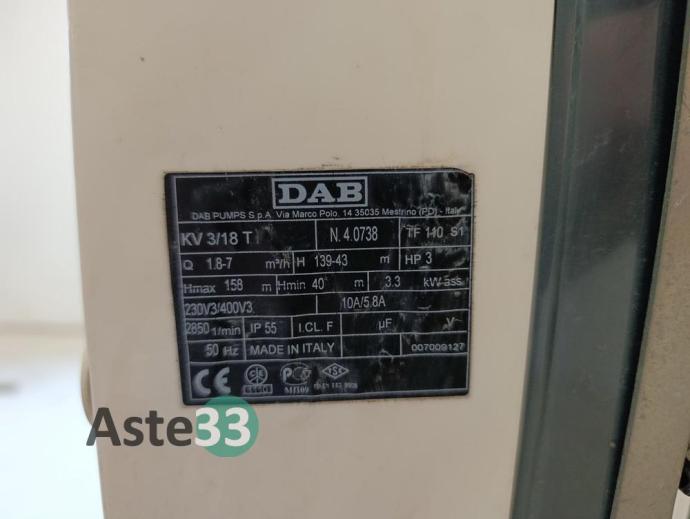 DAB
DAB PUMPS S.p.A. Via Marco Polo, 14 35035 Mestrino (PD) - Italy
KV 3/18 T N. 4.0738 TF 110 S1
Q 1.8-7 m³/h H 139-43 m HP 3
Hmax 158 m Hmin 40 m 3.3 kW ass.
230V3/400V3 10A/5.8A
2850 1/min IP 55 I.CL. F µF V~
50 Hz MADE IN ITALY 007009127
CE
TSE
Aste33